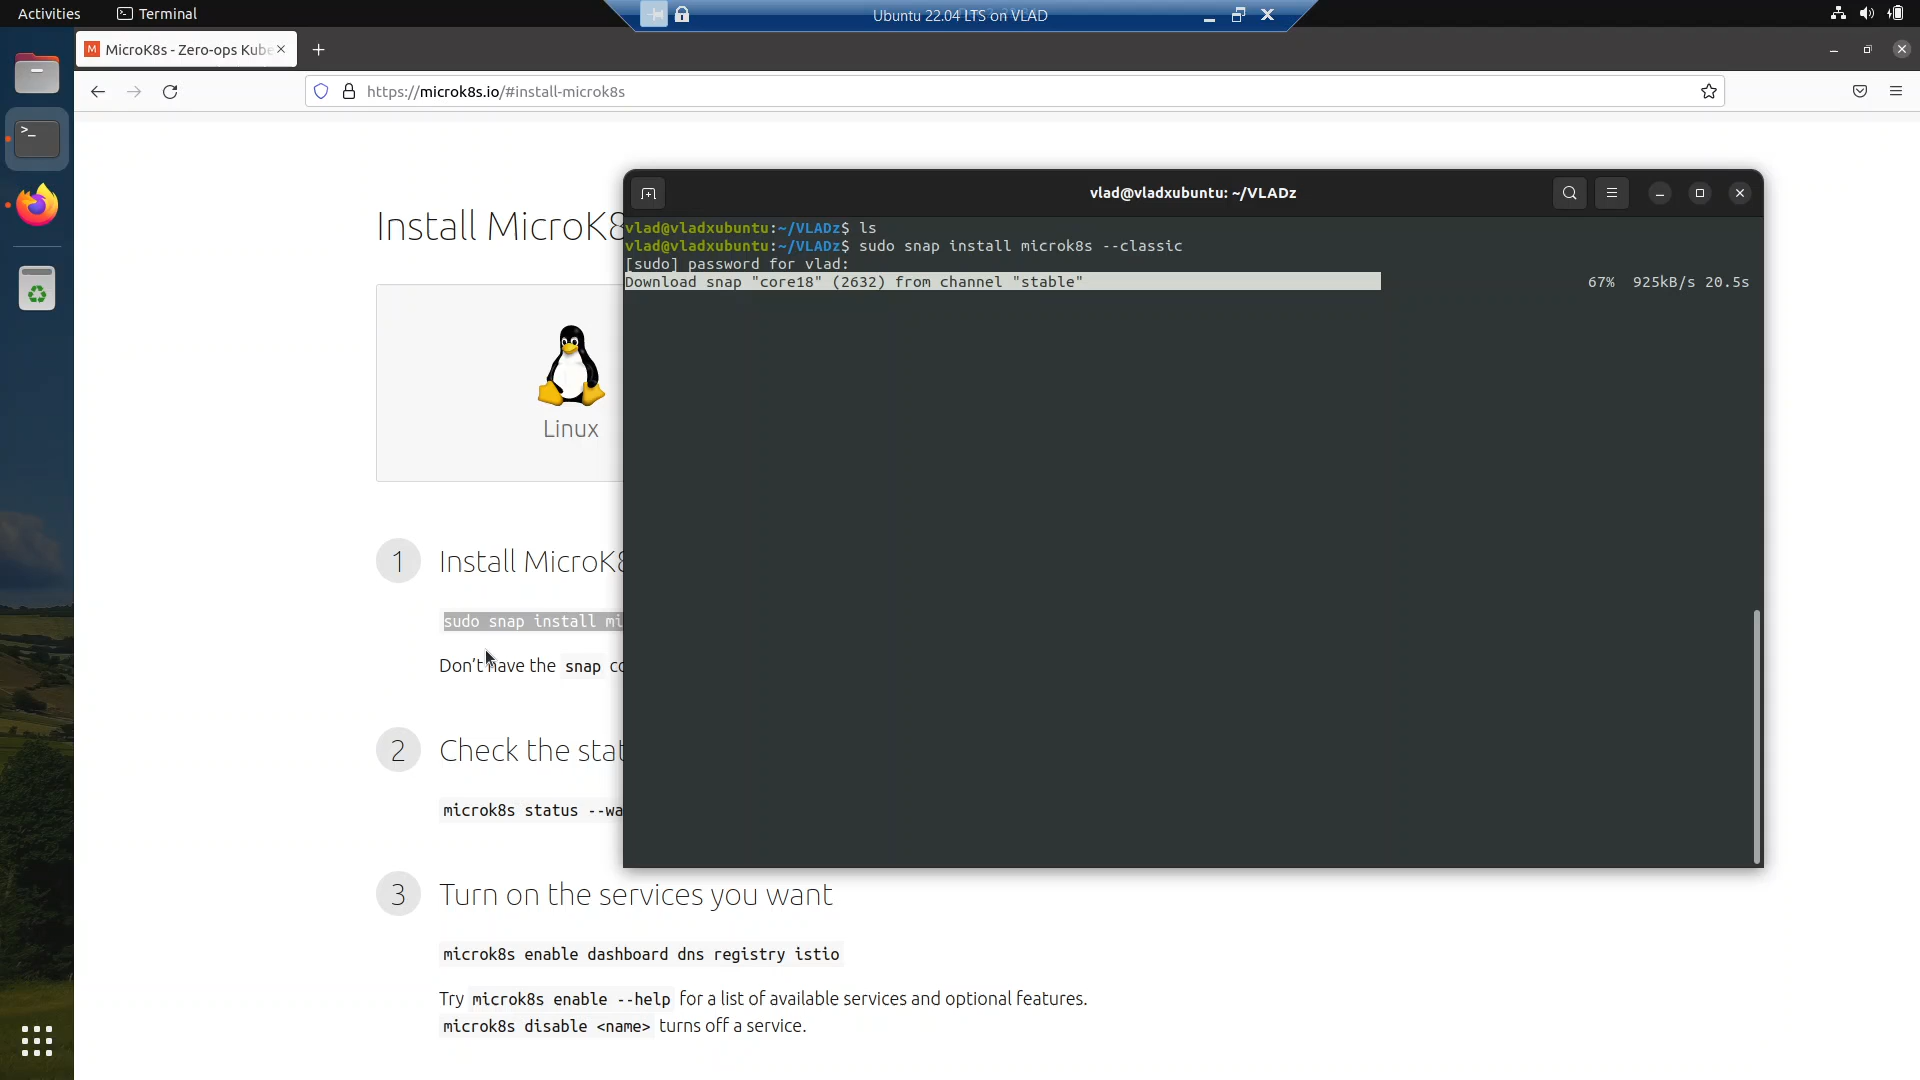 Activities
Terminal
Ubuntu 22.04 LTS on VLAD
MicroK8s - Zero-ops Kube
https://microk8s.io/#install-microk8s
vlad@vladxubuntu: ~/VLADz
vlad@vladxubuntu:~/VLADz$ ls
vlad@vladxubuntu:~/VLADz$ sudo snap install microk8s --classic
[sudo] password for vlad:
Download snap "core18" (2632) from channel "stable" 67% 925kB/s 20.5s
Install MicroK8
Linux
1 Install MicroK8
sudo snap install mi
Don't have the snap co
2 Check the stat
microk8s status --wa
3 Turn on the services you want
microk8s enable dashboard dns registry istio
Try microk8s enable --help for a list of available services and optional features.
microk8s disable <name> turns off a service.